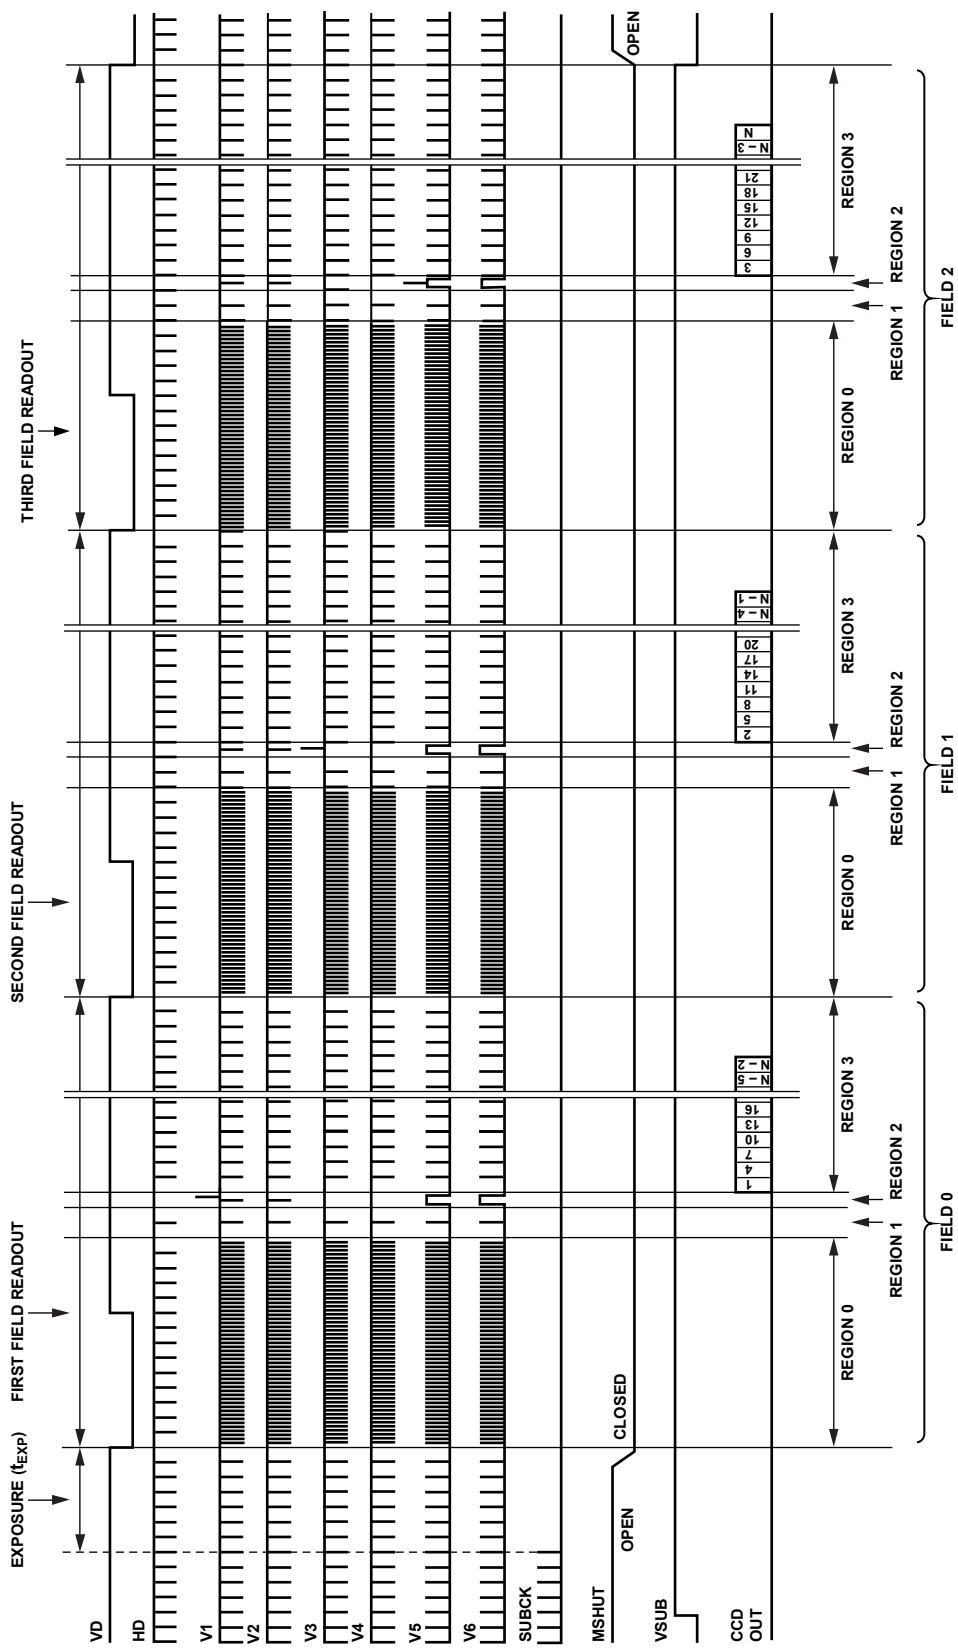 EXPOSURE (tEXP)
FIRST FIELD READOUT
SECOND FIELD READOUT
THIRD FIELD READOUT
VD
HD
V1
V2
V3
V4
V5
V6
SUBCK
MSHUT
OPEN
CLOSED
OPEN
VSUB
CCD
OUT
1
4
7
10
13
16
N – 5
N – 2
2
5
8
11
14
17
20
N – 4
N – 1
3
6
9
12
15
18
21
N – 3
N
REGION 0
REGION 1
REGION 2
REGION 3
FIELD 0
REGION 0
REGION 1
REGION 2
REGION 3
FIELD 1
REGION 0
REGION 1
REGION 2
REGION 3
FIELD 2